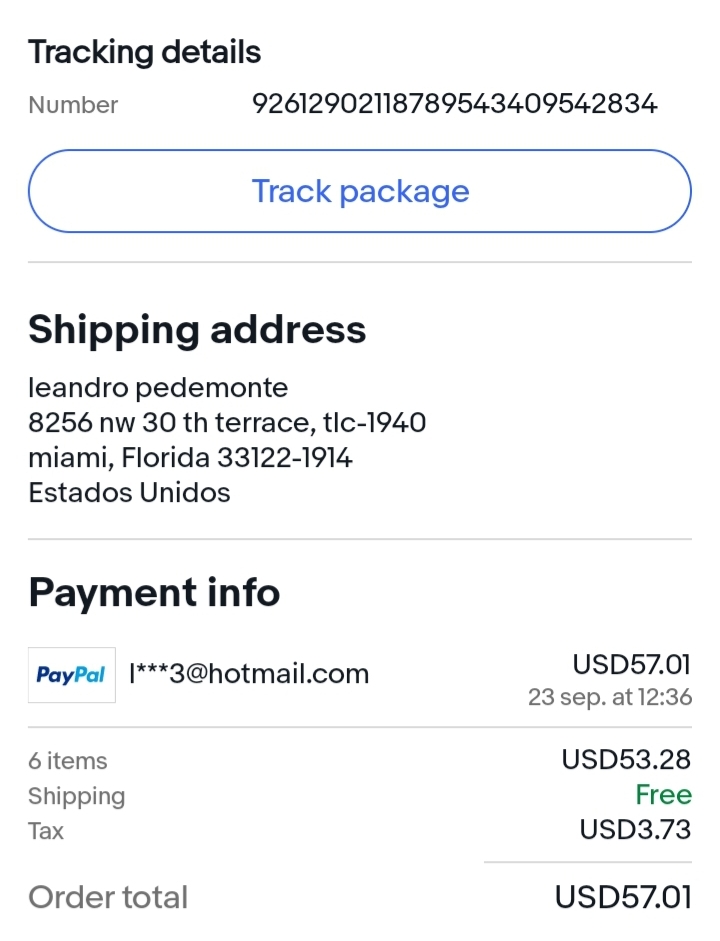 Tracking details
Number 92612902118789543409542834
Track package
Shipping address
leandro pedemonte
8256 nw 30 th terrace, tlc-1940
miami, Florida 33122-1914
Estados Unidos
Payment info
PayPal l***3@hotmail.com USD57.01
23 sep. at 12:36
6 items USD53.28
Shipping Free
Tax USD3.73
Order total USD57.01